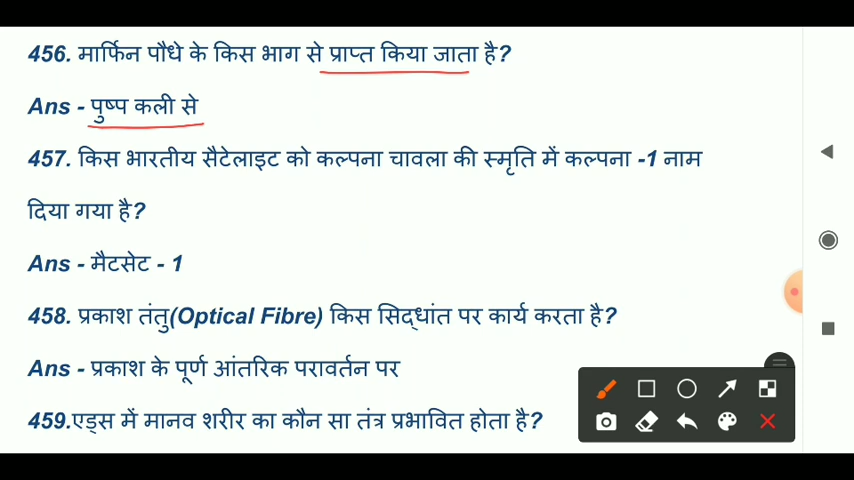 456. मार्फिन पौधे के किस भाग से प्राप्त किया जाता है?
Ans - पुष्प कली से
457. किस भारतीय सैटेलाइट को कल्पना चावला की स्मृति में कल्पना -1 नाम
दिया गया है?
Ans - मैटसेट - 1
458. प्रकाश तंतु(Optical Fibre) किस सिद्धांत पर कार्य करता है?
Ans - प्रकाश के पूर्ण आंतरिक परावर्तन पर
459.एड्स में मानव शरीर का कौन सा तंत्र प्रभावित होता है?